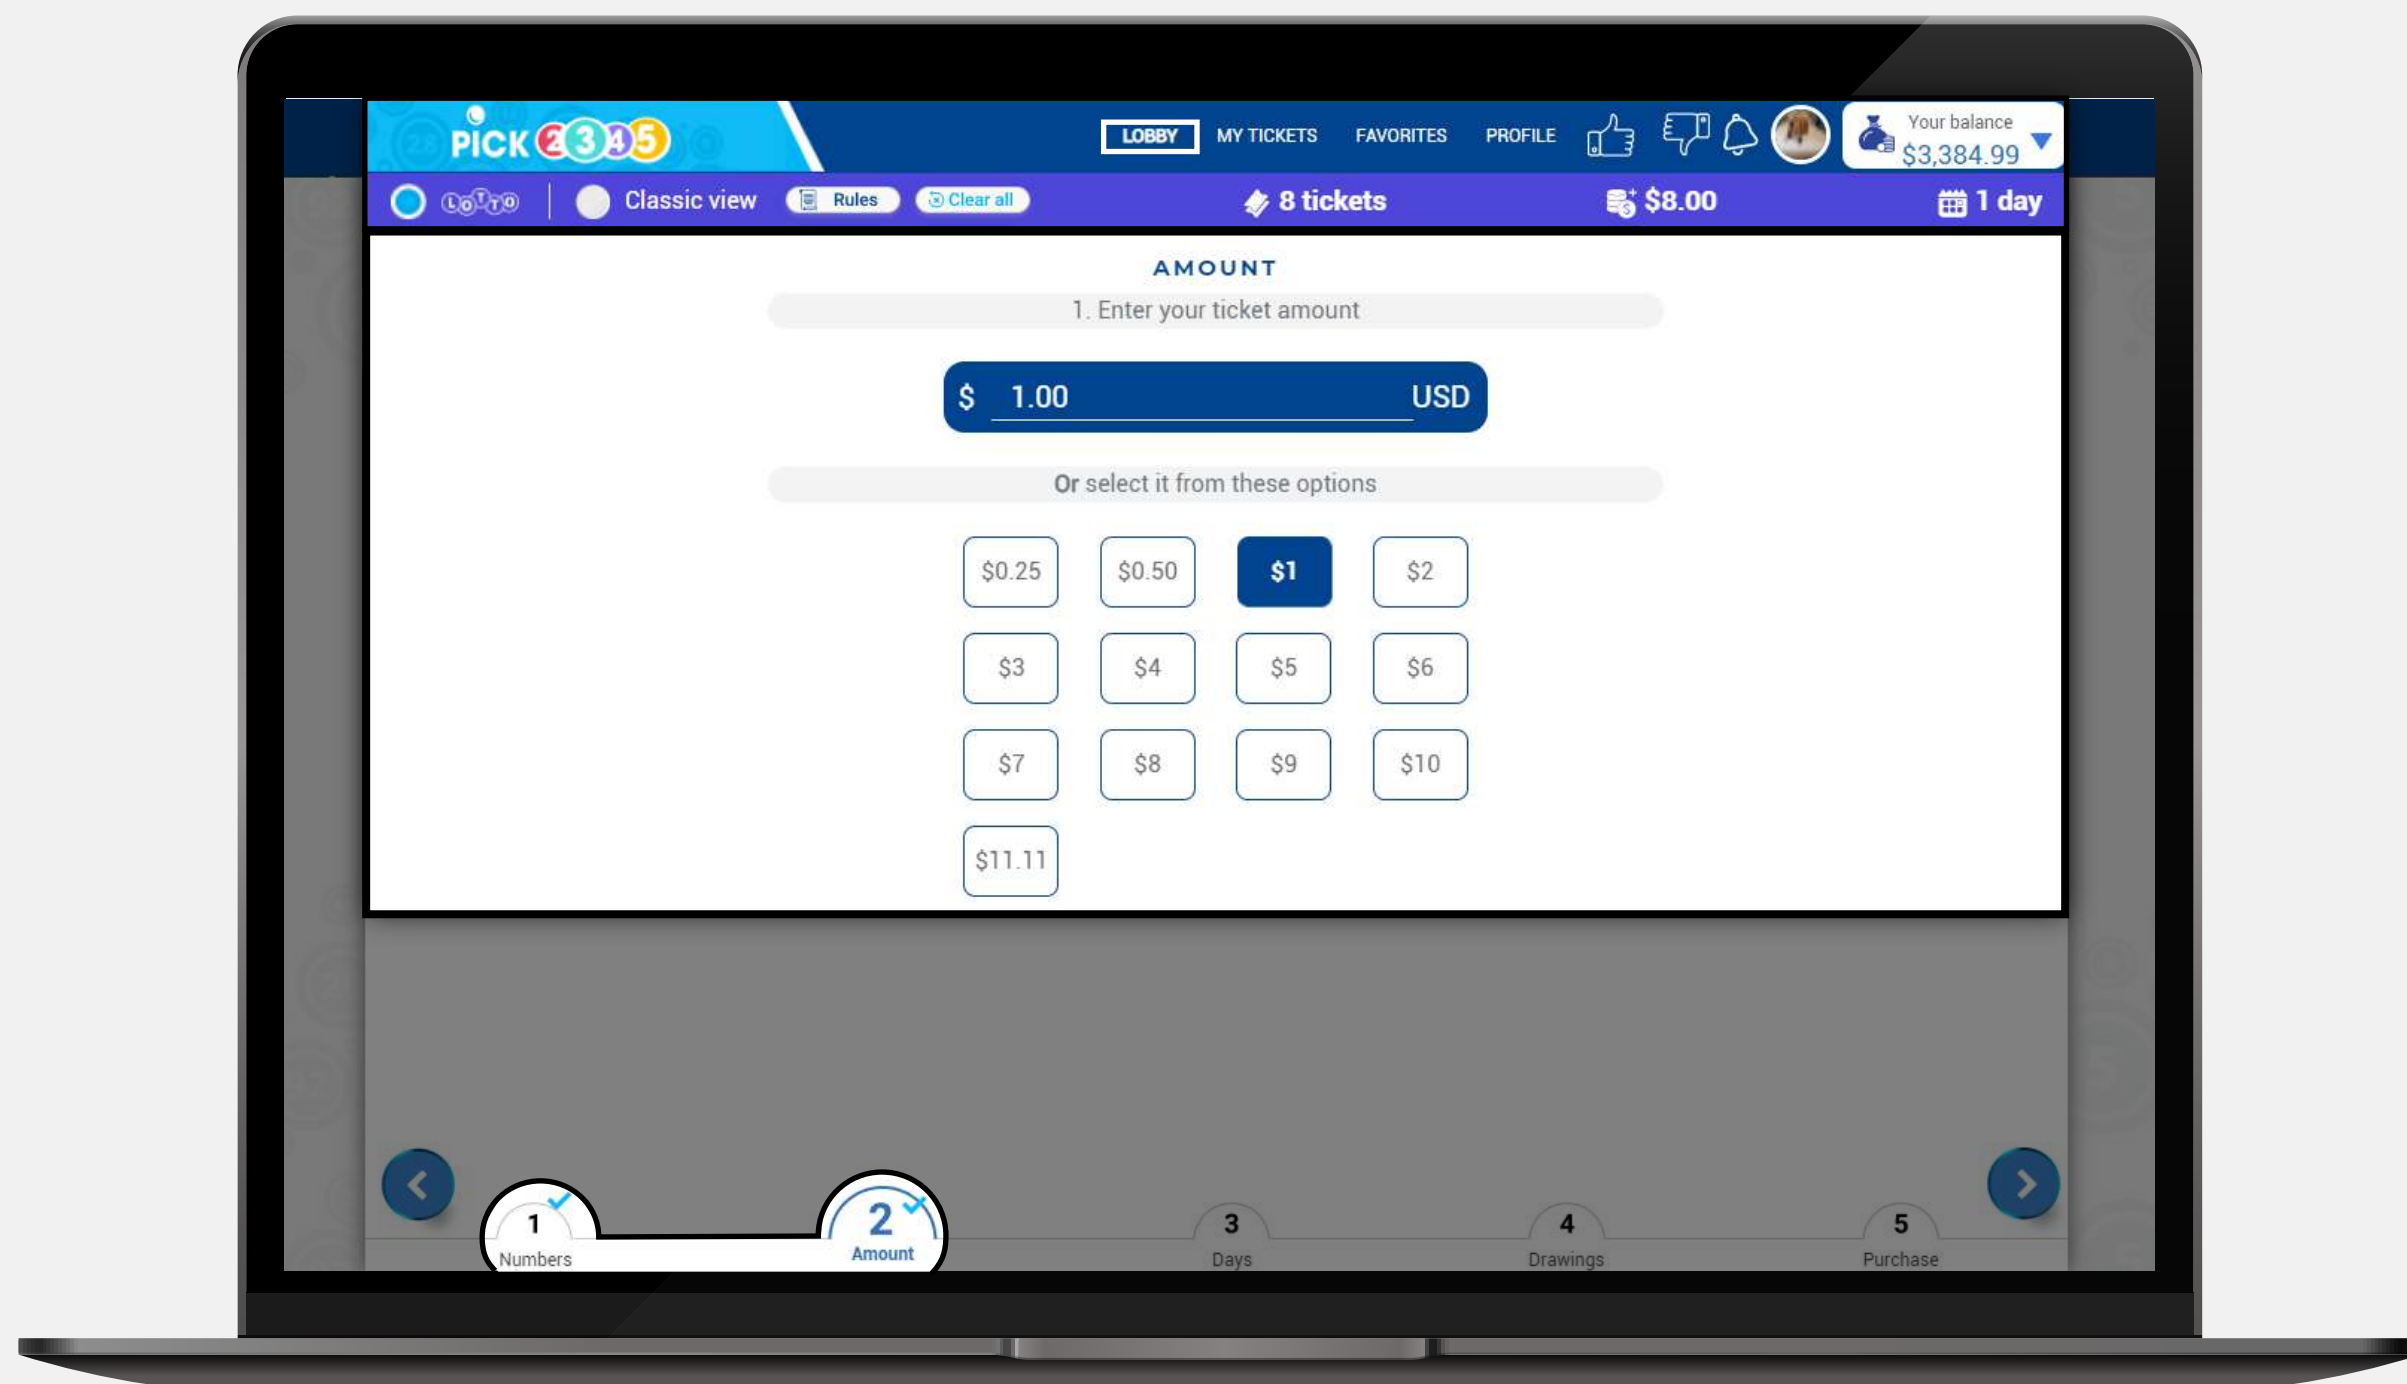 PICK 2345
LOBBY MY TICKETS FAVORITES PROFILE
Your balance
$3,384.99
LOTTO Classic view Rules Clear all 8 tickets $8.00 1 day
AMOUNT
1. Enter your ticket amount
$ 1.00 USD
Or select it from these options
$0.25 $0.50 $1 $2
$3 $4 $5 $6
$7 $8 $9 $10
$11.11
1 2 3 4 5
Numbers Amount Days Drawings Purchase